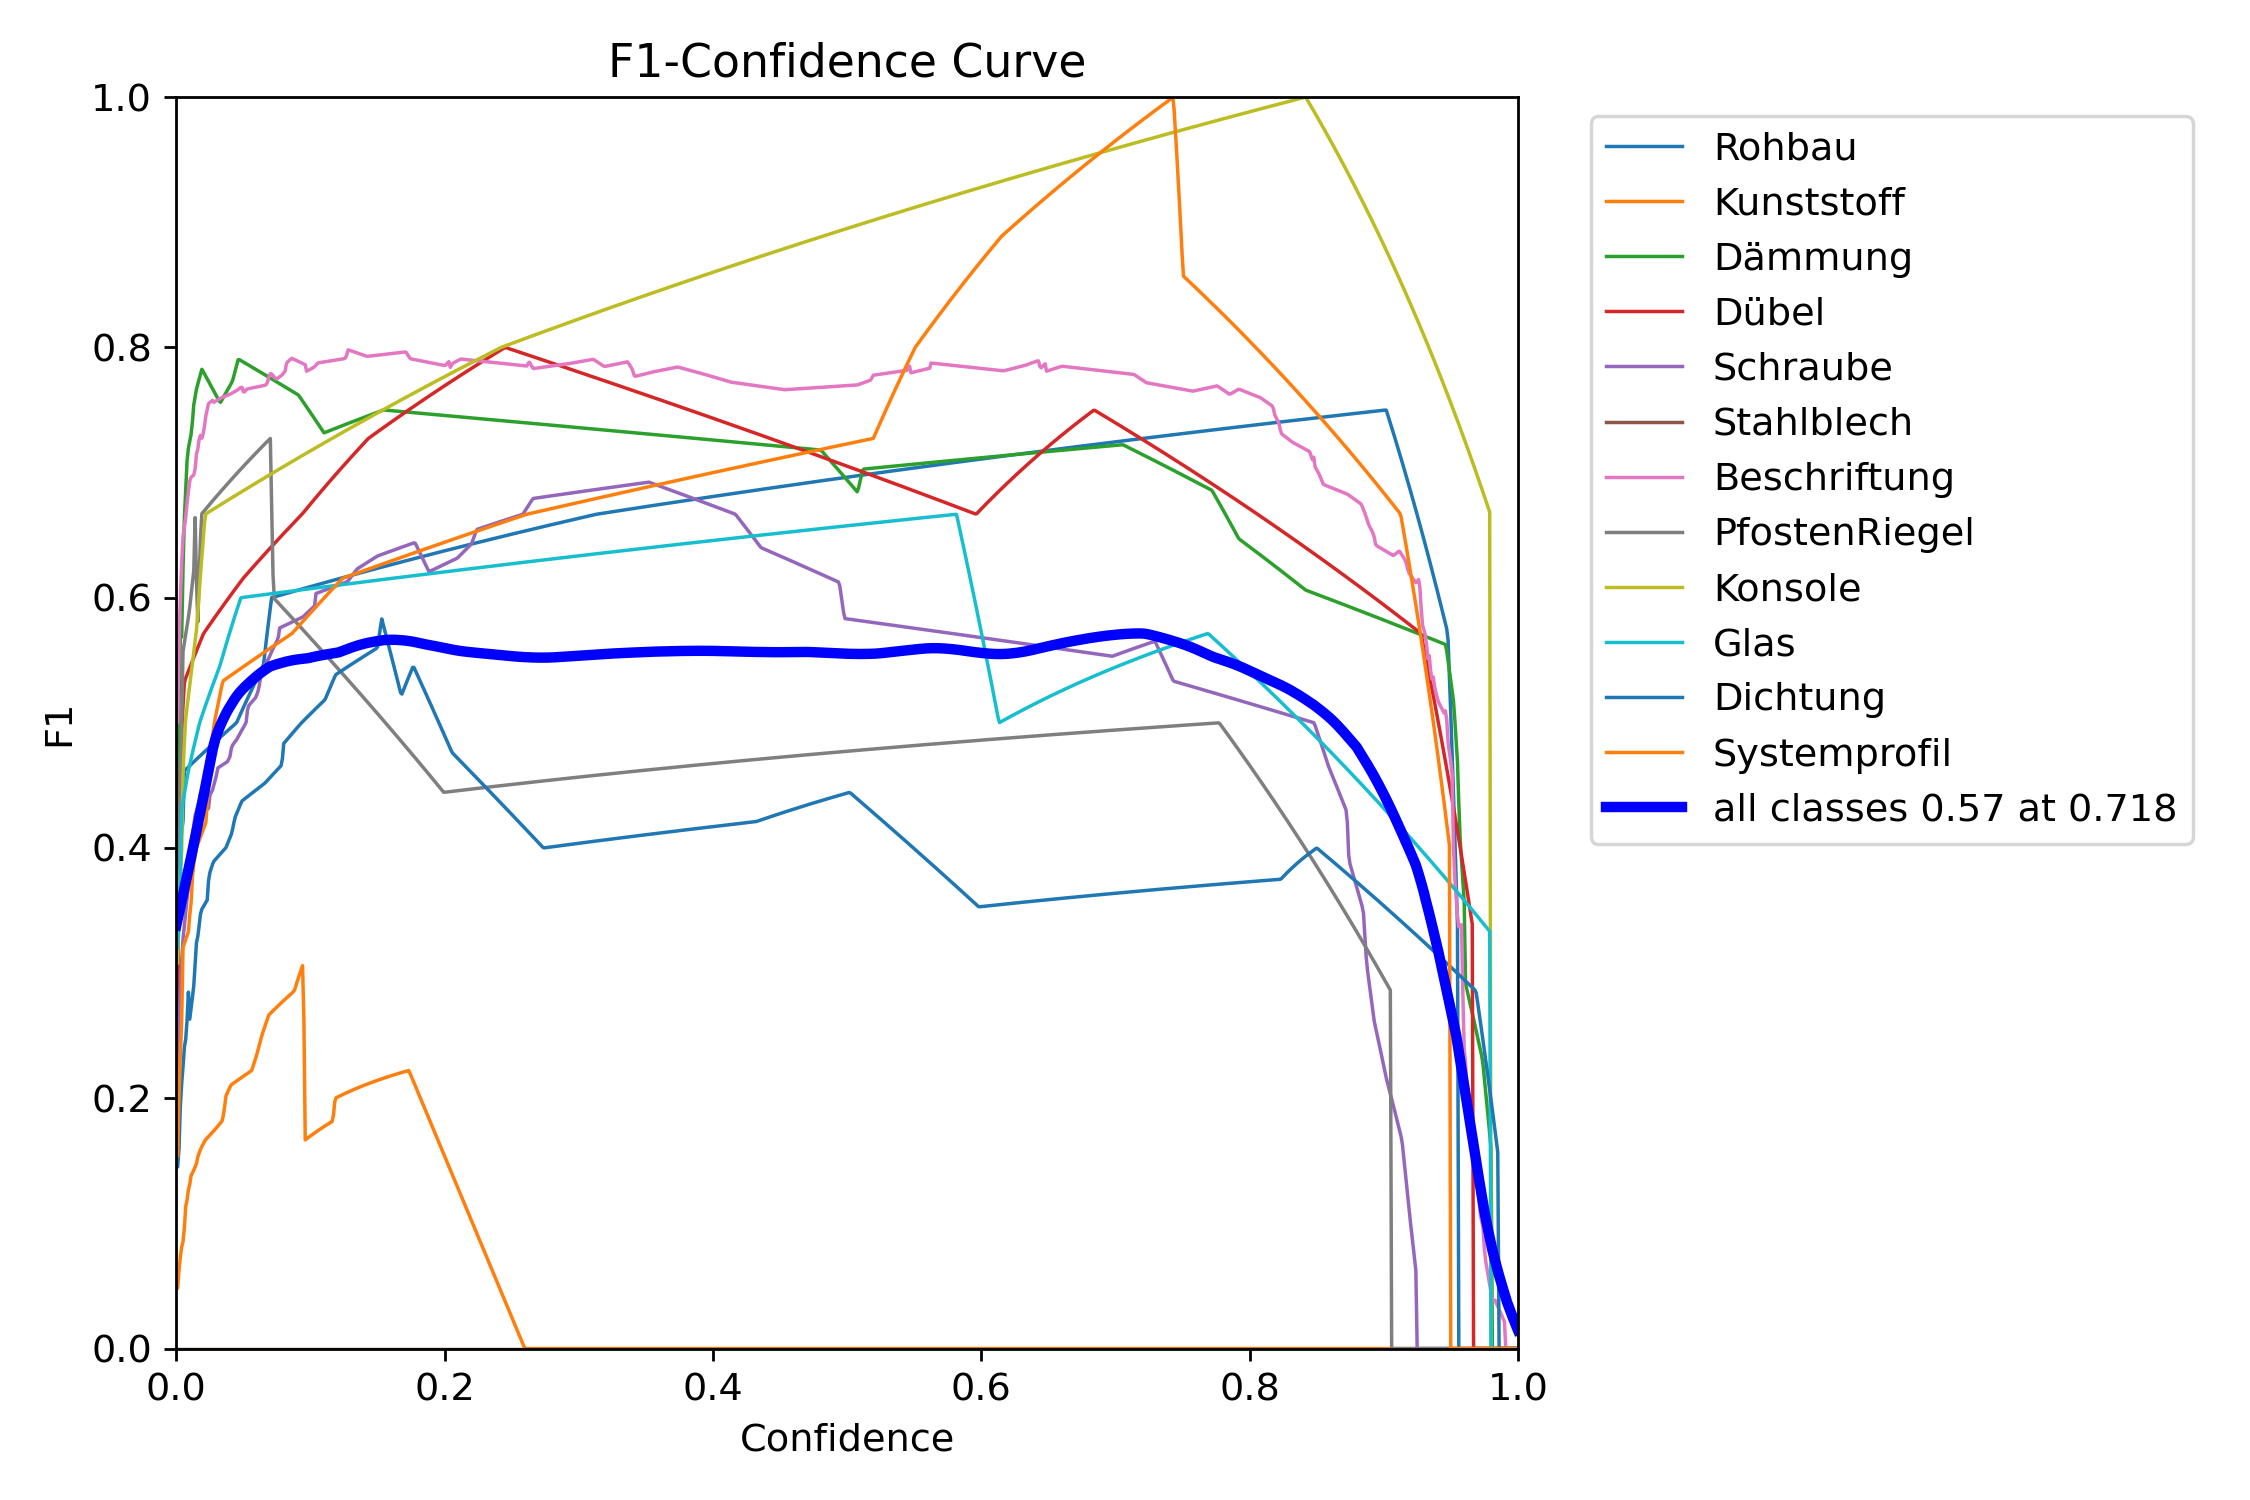 F1-Confidence Curve
1.0
0.8
0.6
0.4
0.2
0.0
F1
0.0 0.2 0.4 0.6 0.8 1.0
Confidence
Rohbau
Kunststoff
Dämmung
Dübel
Schraube
Stahlblech
Beschriftung
PfostenRiegel
Konsole
Glas
Dichtung
Systemprofil
all classes 0.57 at 0.718